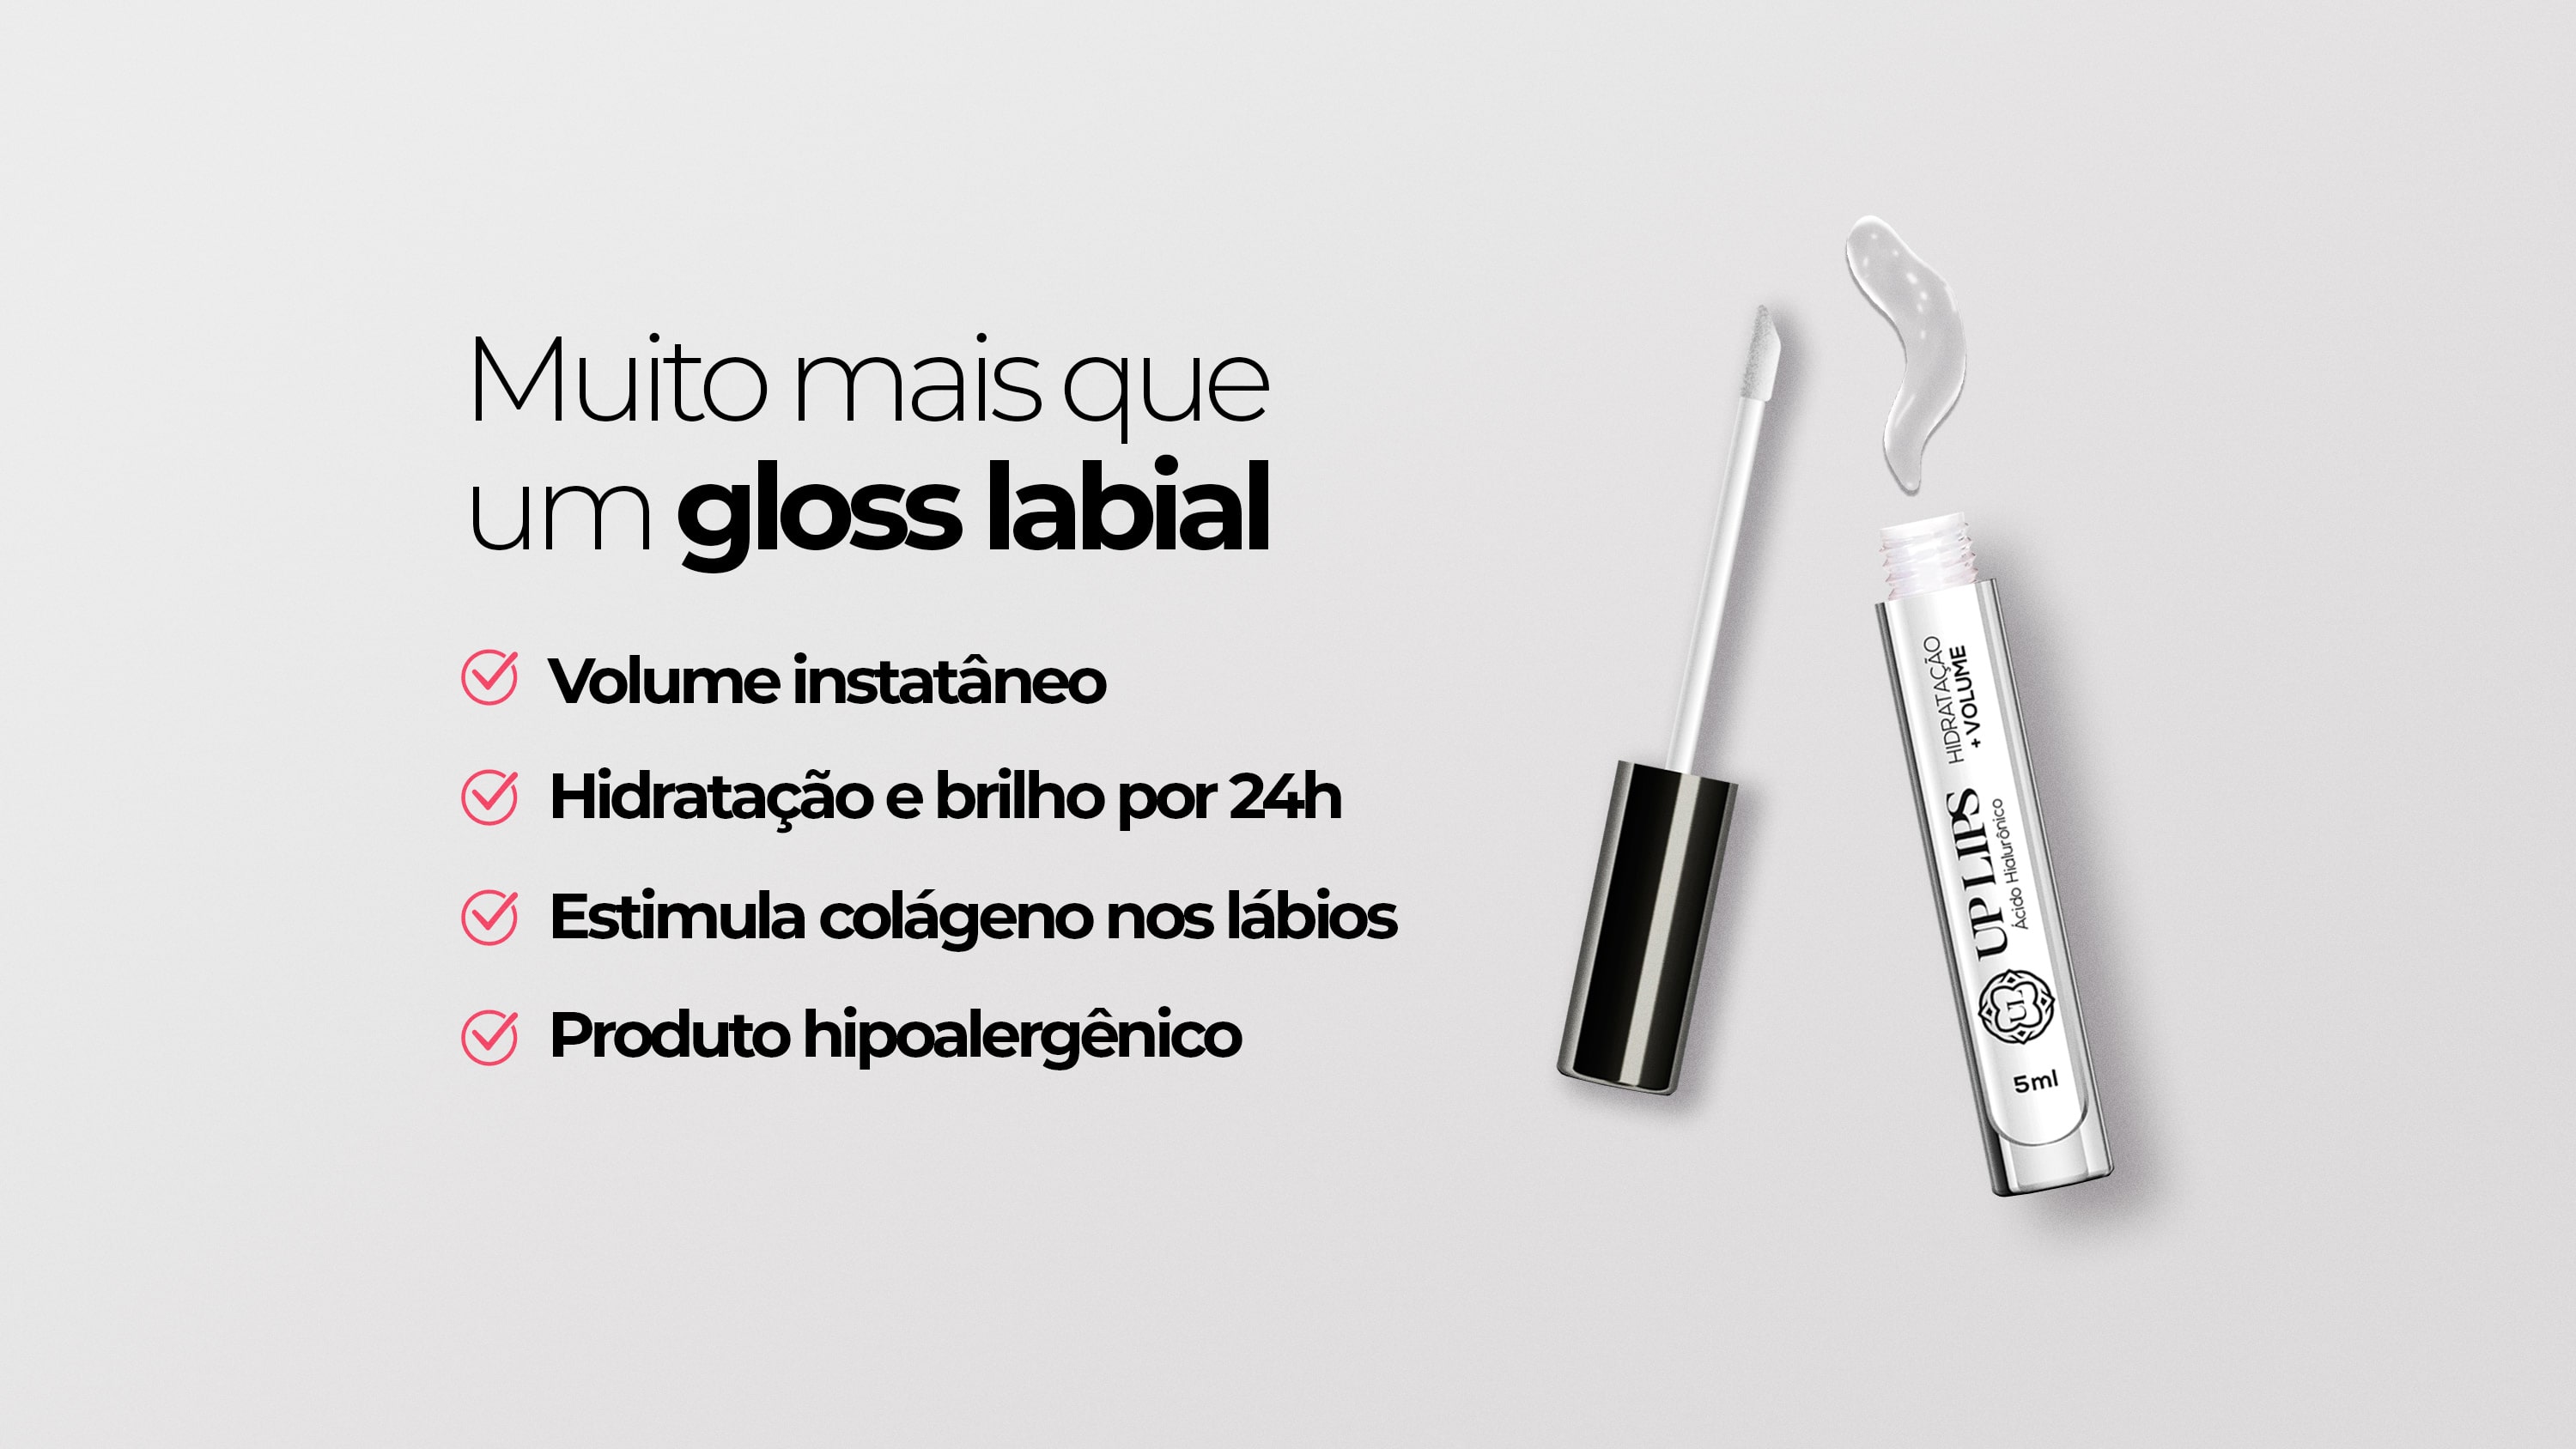 Muito mais que
um gloss labial
Volume instatâneo
Hidratação e brilho por 24h
Estimula colágeno nos lábios
Produto hipoalergênico
HIDRATAÇÃO
+ VOLUME
UP LIPS
Ácido Hialurônico
UL
5ml